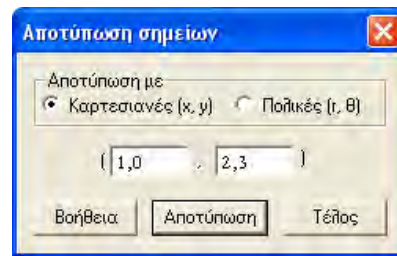 Αποτύπωση σημείων
Αποτύπωση με
Καρτεσιανές (x, y) Πολικές (r, θ)
( 1,0 , 2,3 )
Βοήθεια Αποτύπωση Τέλος